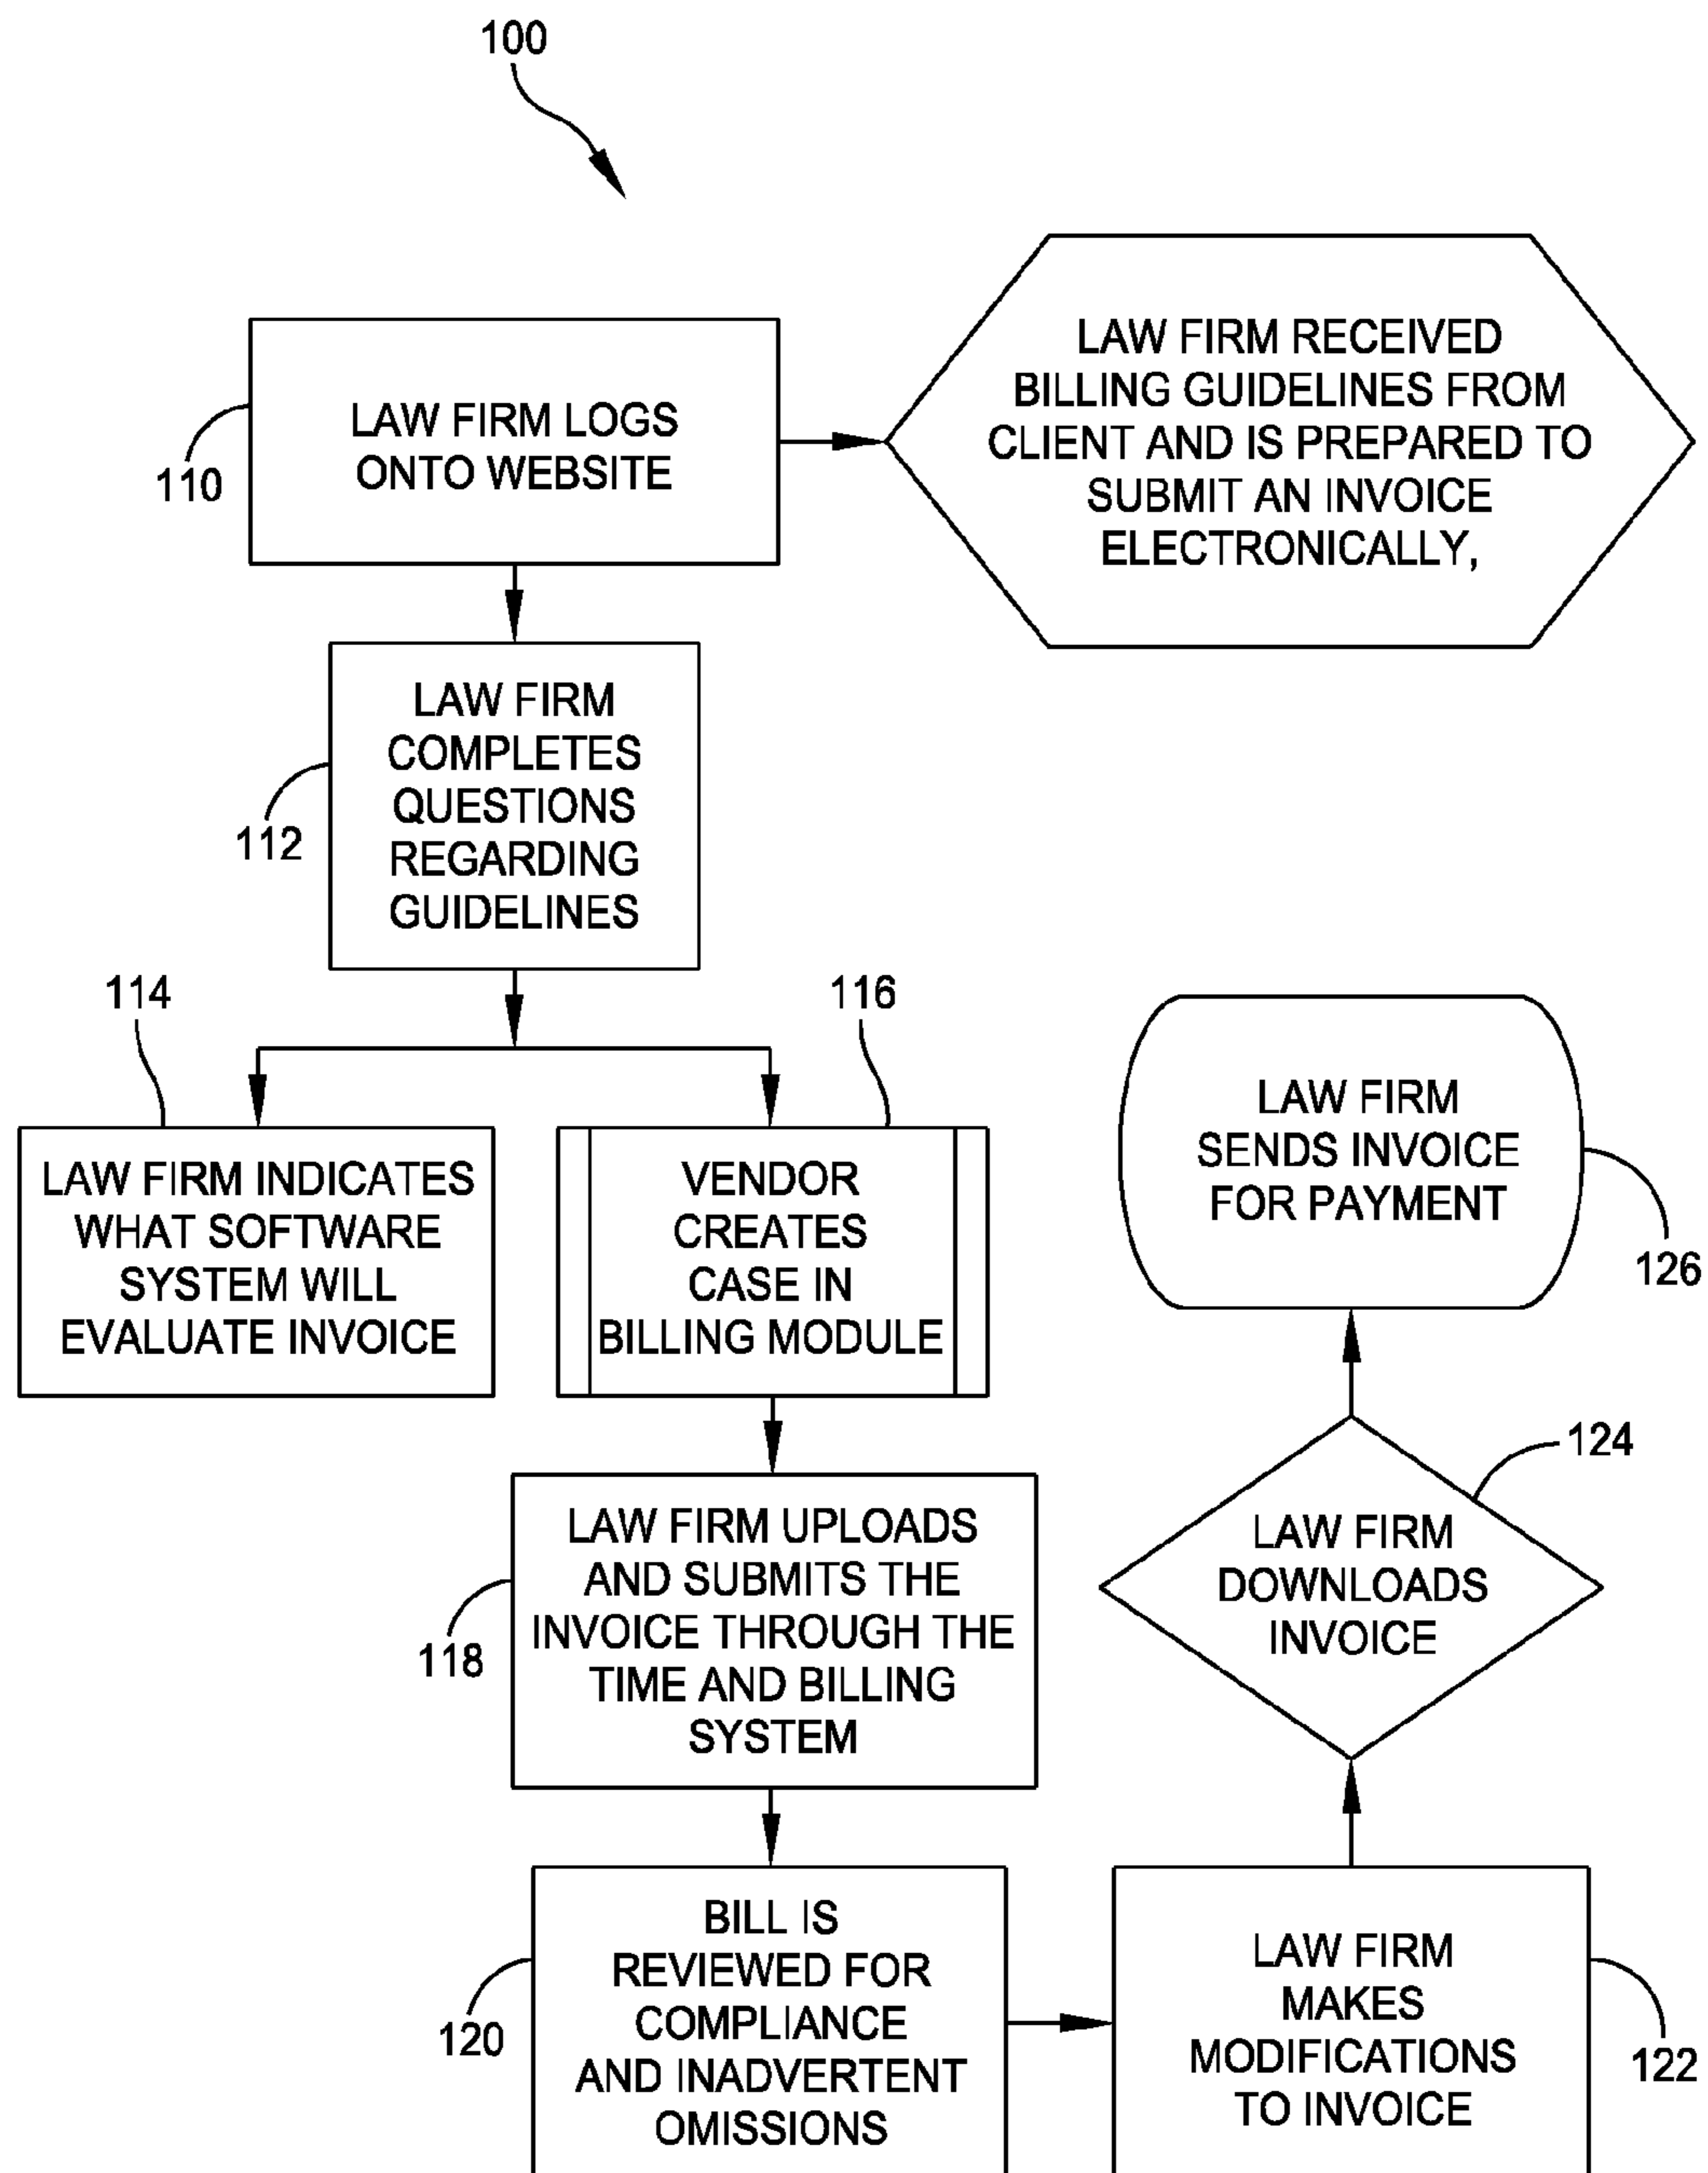 100
LAW FIRM LOGS
ONTO WEBSITE
110
LAW FIRM RECEIVED
BILLING GUIDELINES FROM
CLIENT AND IS PREPARED TO
SUBMIT AN INVOICE
ELECTRONICALLY,
LAW FIRM
COMPLETES
QUESTIONS
REGARDING
GUIDELINES
112
114
LAW FIRM INDICATES
WHAT SOFTWARE
SYSTEM WILL
EVALUATE INVOICE
116
VENDOR
CREATES
CASE IN
BILLING MODULE
LAW FIRM UPLOADS
AND SUBMITS THE
INVOICE THROUGH THE
TIME AND BILLING
SYSTEM
118
BILL IS
REVIEWED FOR
COMPLIANCE
AND INADVERTENT
OMISSIONS
120
LAW FIRM
MAKES
MODIFICATIONS
TO INVOICE
122
124
LAW FIRM
DOWNLOADS
INVOICE
LAW FIRM
SENDS INVOICE
FOR PAYMENT
126